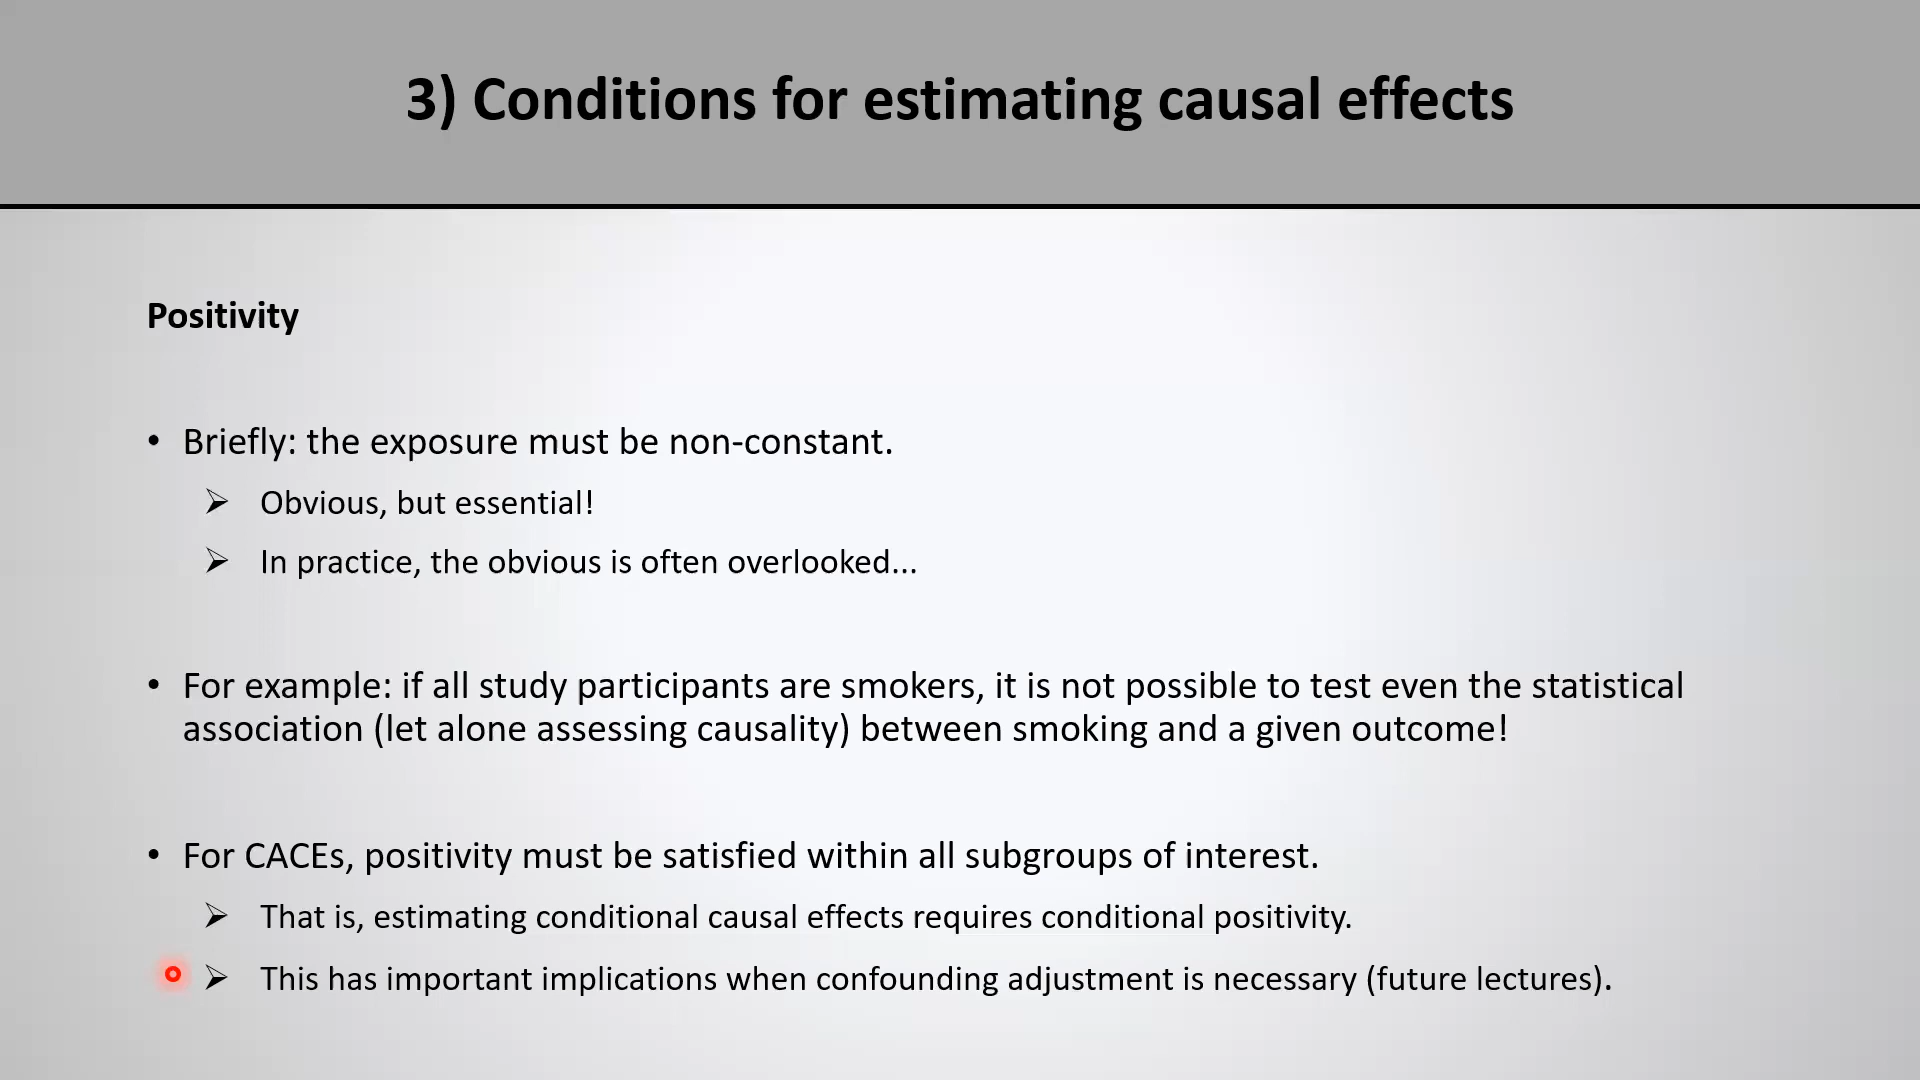 3) Conditions for estimating causal effects
Positivity
• Briefly: the exposure must be non-constant.
➢ Obvious, but essential!
➢ In practice, the obvious is often overlooked...
• For example: if all study participants are smokers, it is not possible to test even the statistical
association (let alone assessing causality) between smoking and a given outcome!
• For CACEs, positivity must be satisfied within all subgroups of interest.
➢ That is, estimating conditional causal effects requires conditional positivity.
➢ This has important implications when confounding adjustment is necessary (future lectures).